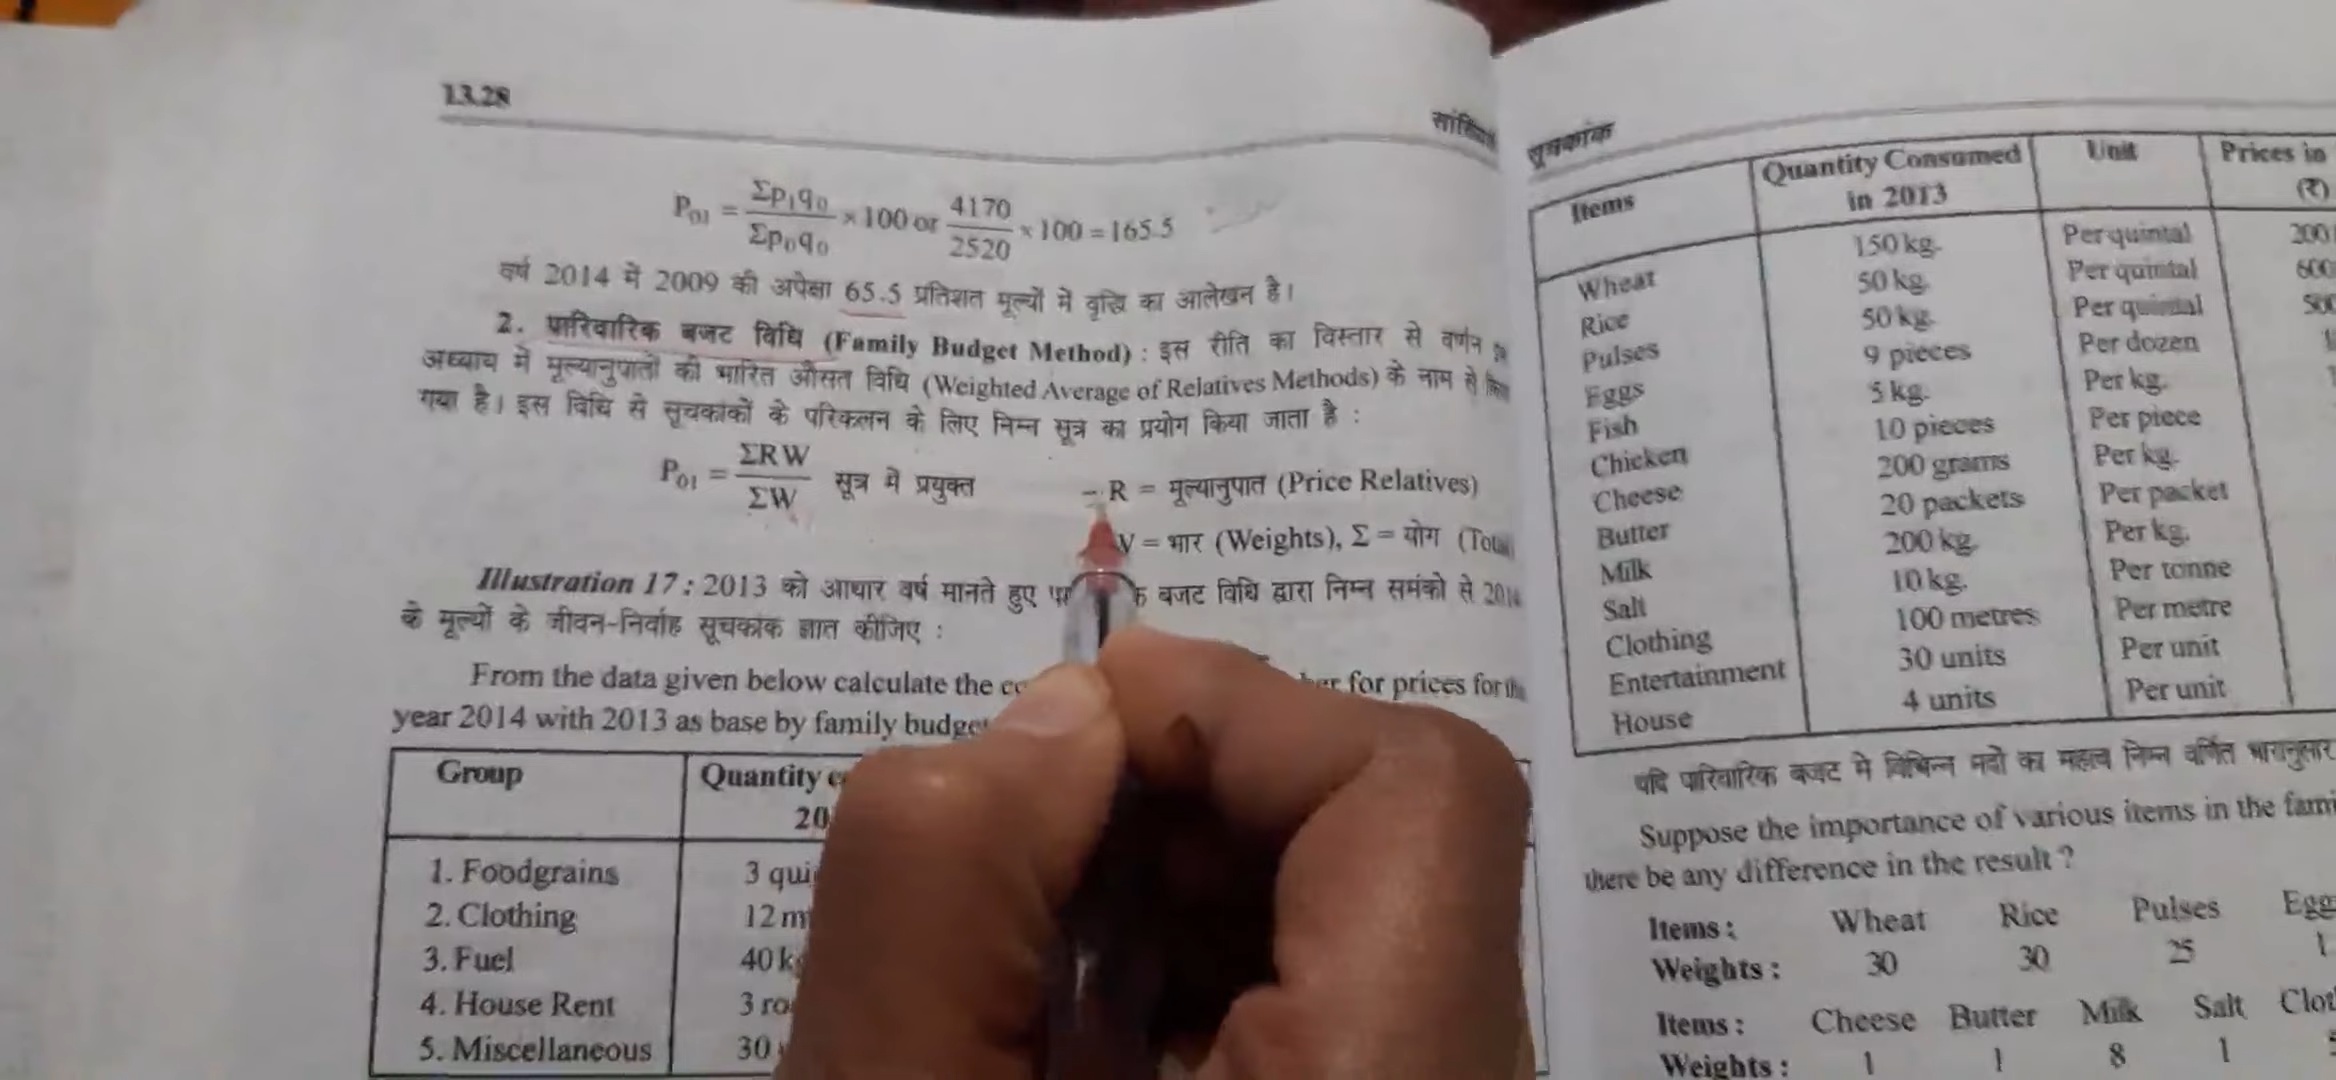 13.28
P01 = Σp1q0 / Σp0q0 × 100 or 4170 / 2520 × 100 = 165.5
वर्ष 2014 में 2009 की अपेक्षा 65.5 प्रतिशत मूल्यों में वृद्धि का आलेखन है।
2. पारिवारिक बजट विधि (Family Budget Method) : इस रीति का विस्तार से वर्णन
अध्याय में मूल्यानुपातों की भारित औसत विधि (Weighted Average of Relatives Methods) के नाम से
गया है। इस विधि से सूचकांकों के परिकलन के लिए निम्न सूत्र का प्रयोग किया जाता है :
P01 = ΣRW / ΣW सूत्र में प्रयुक्त – R = मूल्यानुपात (Price Relatives)
= भार (Weights), Σ = योग (Total
Illustration 17 : 2013 को आधार वर्ष मानते हुए बजट विधि द्वारा निम्न समंको से 2014
के मूल्यों के जीवन-निर्वाह सूचकांक ज्ञात कीजिए :
From the data given below calculate the for prices for the
year 2014 with 2013 as base by family
Group Quantity
1. Foodgrains 3
2. Clothing 12
3. Fuel 40
4. House Rent 3
5. Miscellaneous 30
सूचकांक
Items Quantity Consumed in 2013 Unit Prices in (₹)
Wheat 150 kg. Per quintal
Rice 50 kg. Per quintal
Pulses 50 kg. Per quintal
Eggs 9 pieces Per dozen
Fish 5 kg. Per kg.
Chicken 10 pieces Per piece
Cheese 200 grams Per kg.
Butter 20 packets Per packet
Milk 200 kg. Per kg.
Salt 10 kg. Per tonne
Clothing 100 metres Per metre
Entertainment 30 units Per unit
House 4 units Per unit
यदि पारिवारिक बजट मे विभिन्न मदो का महत्व निम्न वर्णित भारानुसार
Suppose the importance of various items in the
there be any difference in the result ?
Items : Wheat Rice Pulses
Weights : 30 30 25
Items : Cheese Butter Milk Salt
Weights : 1 1 8 1